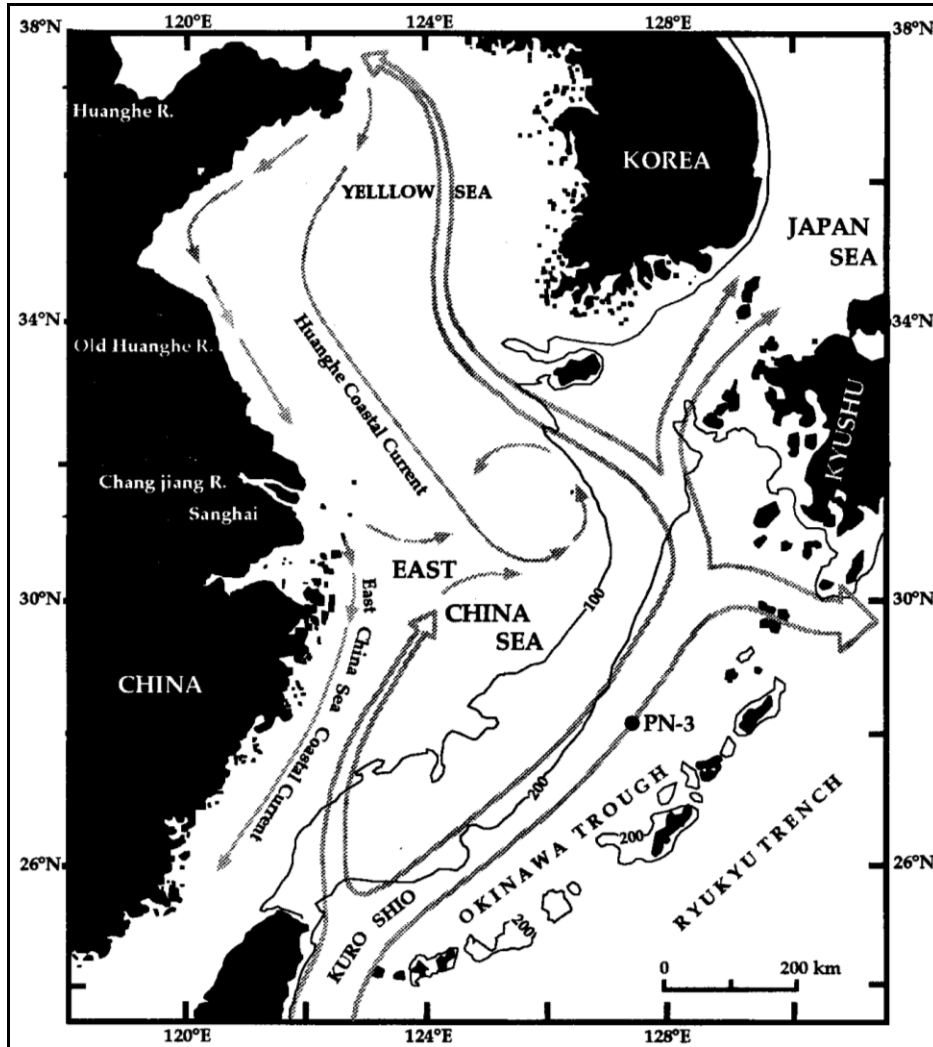 120°E 124°E 128°E
38°N 38°N
Huanghe R.
KOREA
YELLLOW SEA
JAPAN
SEA
34°N 34°N
Old Huanghe R.
Huanghe Coastal Current
KYUSHU
Chang jiang R.
Sanghai
EAST
CHINA
SEA
100
30°N 30°N
East China Sea Coastal Current
CHINA
PN-3
200
OKINAWA TROUGH
200
RYUKYU TRENCH
26°N 26°N
KURO SHIO
200
0 200 km
120°E 124°E 128°E